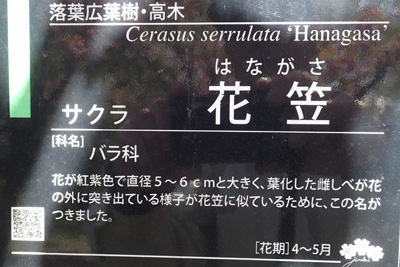 落葉広葉樹・高木
Cerasus serrulata ‘Hanagasa’
はながさ
サクラ 花笠
[科名]
バラ科
花が紅紫色で直径５～６ｃｍと大きく、葉化した雌しべが花
の外に突き出ている様子が花笠に似ているために、この名が
つきました。
[花期]４～５月